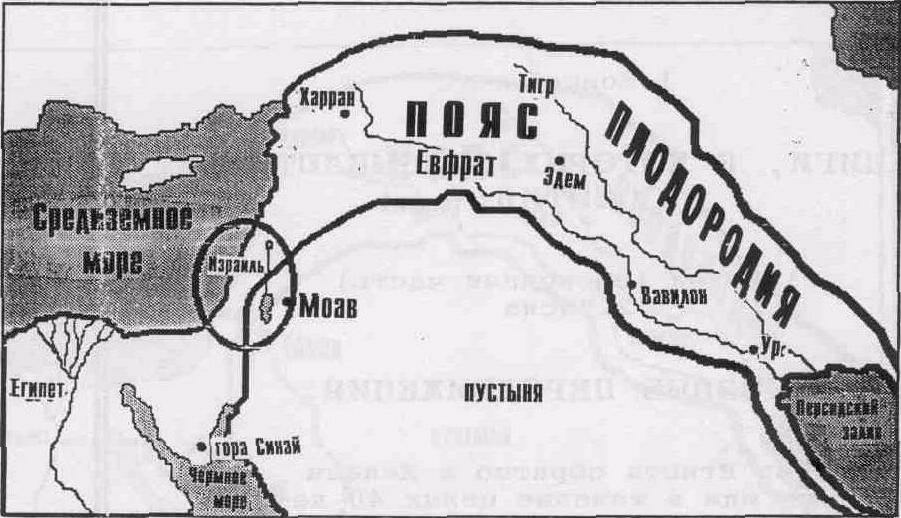 Харран
Тигр
ПОЯС
ПЛОДОРОДИЯ
Евфрат
Эдем
Средиземное
море
Израиль
Моав
Вавилон
Ур
Египет
ПУСТЫНЯ
гора Синай
Чермное
море
Персидский
залив